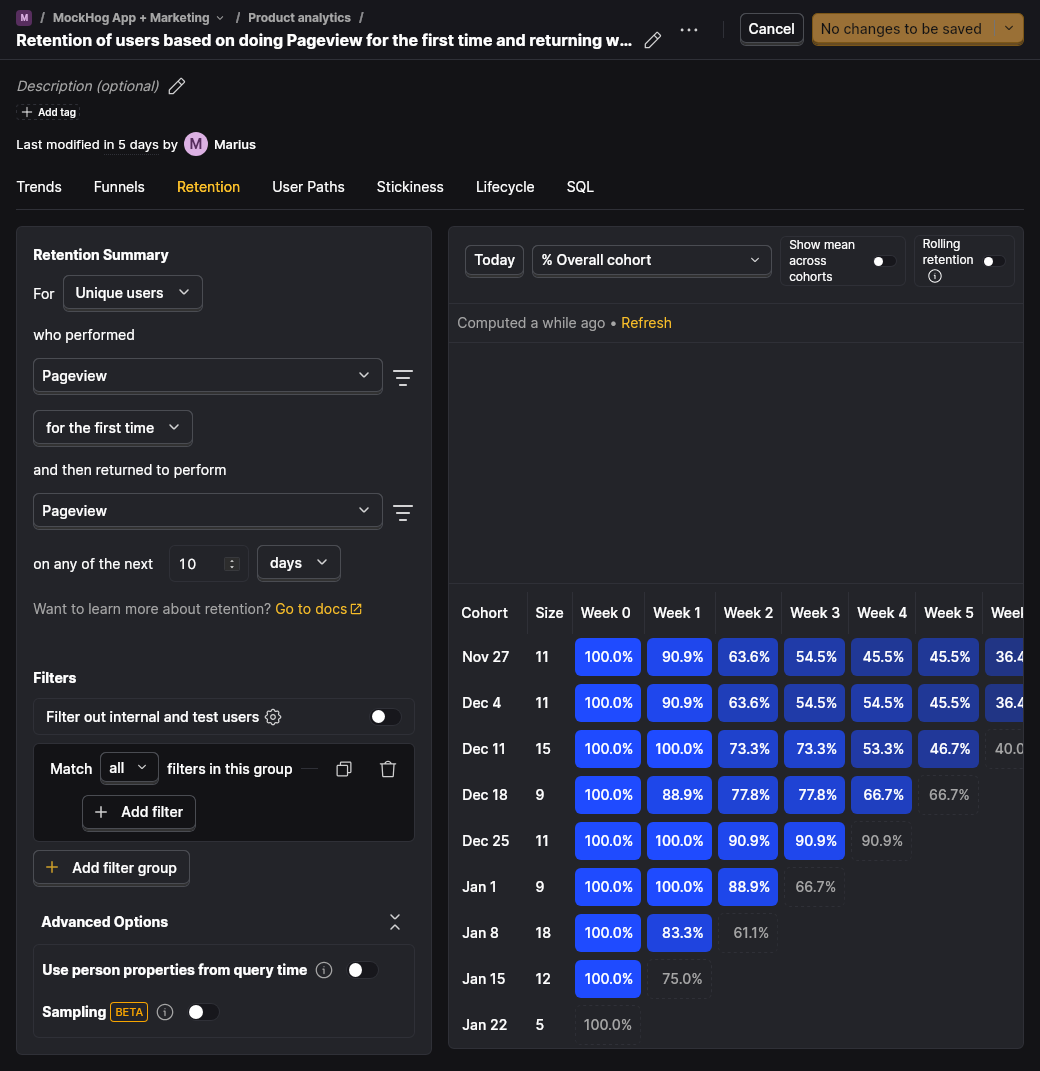 M / MockHog App + Marketing / Product analytics /
Retention of users based on doing Pageview for the first time and returning w...
Cancel
No changes to be saved
Description (optional)
Add tag
Last modified in 5 days by M Marius
Trends Funnels Retention User Paths Stickiness Lifecycle SQL
Retention Summary
For Unique users
who performed
Pageview
for the first time
and then returned to perform
Pageview
on any of the next 10 days
Want to learn more about retention? Go to docs
Filters
Filter out internal and test users
Match all filters in this group
Add filter
Add filter group
Advanced Options
Use person properties from query time
Sampling BETA
Today
% Overall cohort
Show mean
across
cohorts
Rolling
retention
Computed a while ago • Refresh
Cohort Size Week 0 Week 1 Week 2 Week 3 Week 4 Week 5 Week
Nov 27 11 100.0% 90.9% 63.6% 54.5% 45.5% 45.5% 36.4
Dec 4 11 100.0% 90.9% 63.6% 54.5% 54.5% 45.5% 36.4
Dec 11 15 100.0% 100.0% 73.3% 73.3% 53.3% 46.7% 40.0
Dec 18 9 100.0% 88.9% 77.8% 77.8% 66.7% 66.7%
Dec 25 11 100.0% 100.0% 90.9% 90.9% 90.9%
Jan 1 9 100.0% 100.0% 88.9% 66.7%
Jan 8 18 100.0% 83.3% 61.1%
Jan 15 12 100.0% 75.0%
Jan 22 5 100.0%